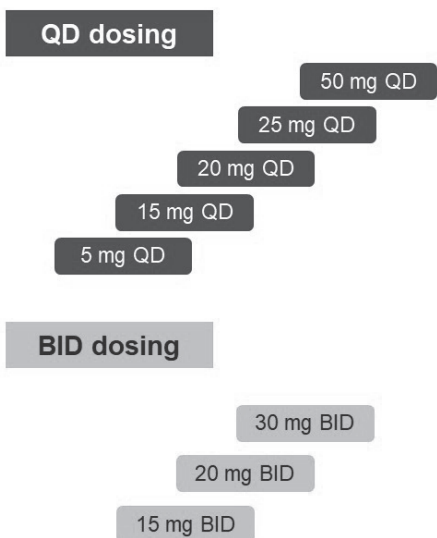 QD dosing
50 mg QD
25 mg QD
20 mg QD
15 mg QD
5 mg QD
BID dosing
30 mg BID
20 mg BID
15 mg BID